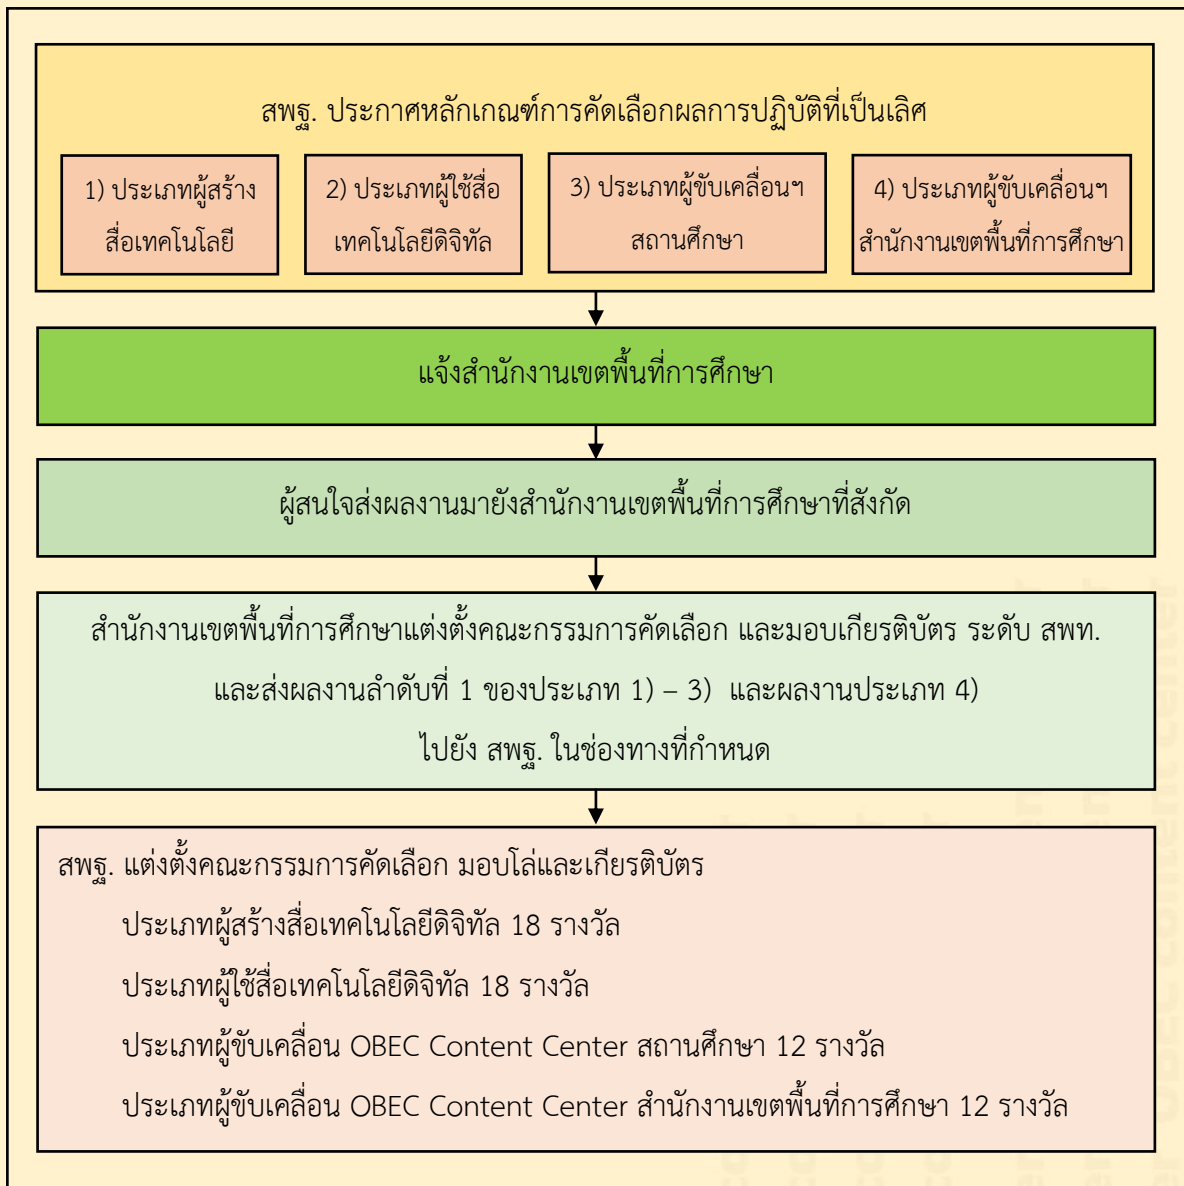 สพฐ. ประกาศหลักเกณฑ์การคัดเลือกผลการปฏิบัติที่เป็นเลิศ
1) ประเภทผู้สร้าง
สื่อเทคโนโลยี
2) ประเภทผู้ใช้สื่อ
เทคโนโลยีดิจิทัล
3) ประเภทผู้ขับเคลื่อนฯ
สถานศึกษา
4) ประเภทผู้ขับเคลื่อนฯ
สำนักงานเขตพื้นที่การศึกษา
แจ้งสำนักงานเขตพื้นที่การศึกษา
ผู้สนใจส่งผลงานมายังสำนักงานเขตพื้นที่การศึกษาที่สังกัด
สำนักงานเขตพื้นที่การศึกษาแต่งตั้งคณะกรรมการคัดเลือก และมอบเกียรติบัตร ระดับ สพท.
และส่งผลงานลำดับที่ 1 ของประเภท 1) – 3) และผลงานประเภท 4)
ไปยัง สพฐ. ในช่องทางที่กำหนด
สพฐ. แต่งตั้งคณะกรรมการคัดเลือก มอบโล่และเกียรติบัตร
ประเภทผู้สร้างสื่อเทคโนโลยีดิจิทัล 18 รางวัล
ประเภทผู้ใช้สื่อเทคโนโลยีดิจิทัล 18 รางวัล
ประเภทผู้ขับเคลื่อน OBEC Content Center สถานศึกษา 12 รางวัล
ประเภทผู้ขับเคลื่อน OBEC Content Center สำนักงานเขตพื้นที่การศึกษา 12 รางวัล